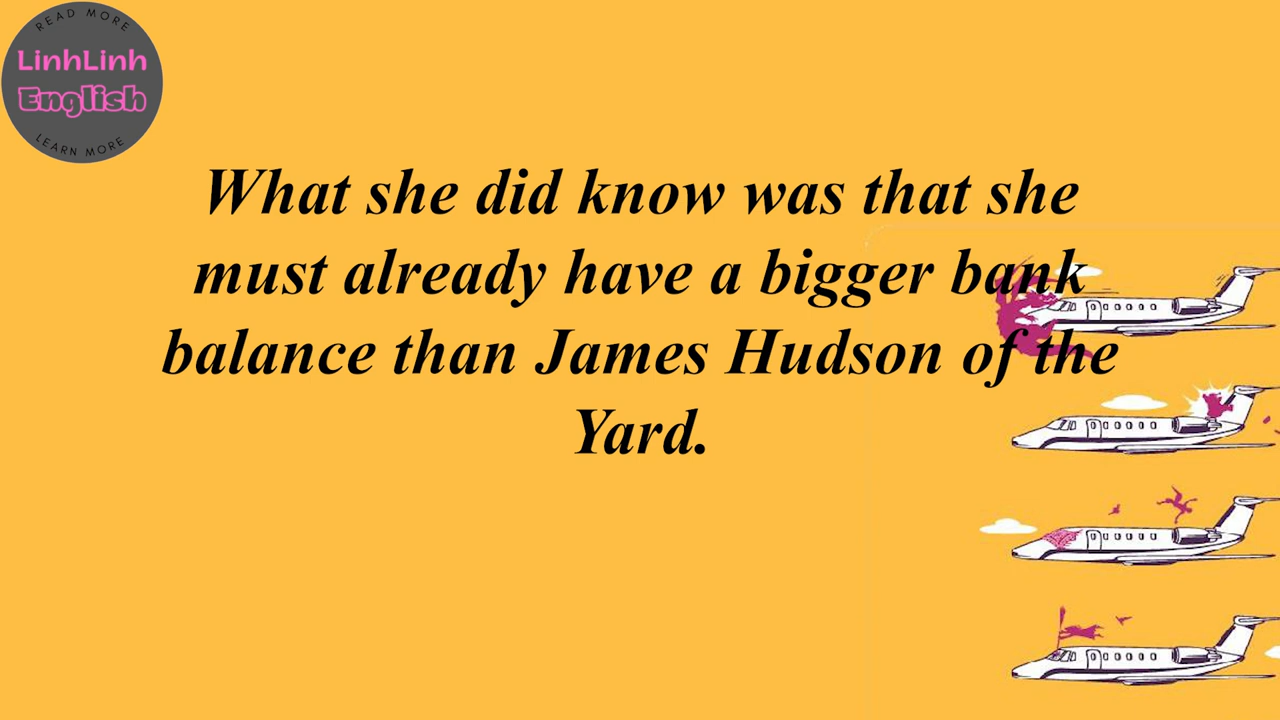 READ MORE
LinhLinh
English
LEARN MORE
What she did know was that she
must already have a bigger bank
balance than James Hudson of the
Yard.